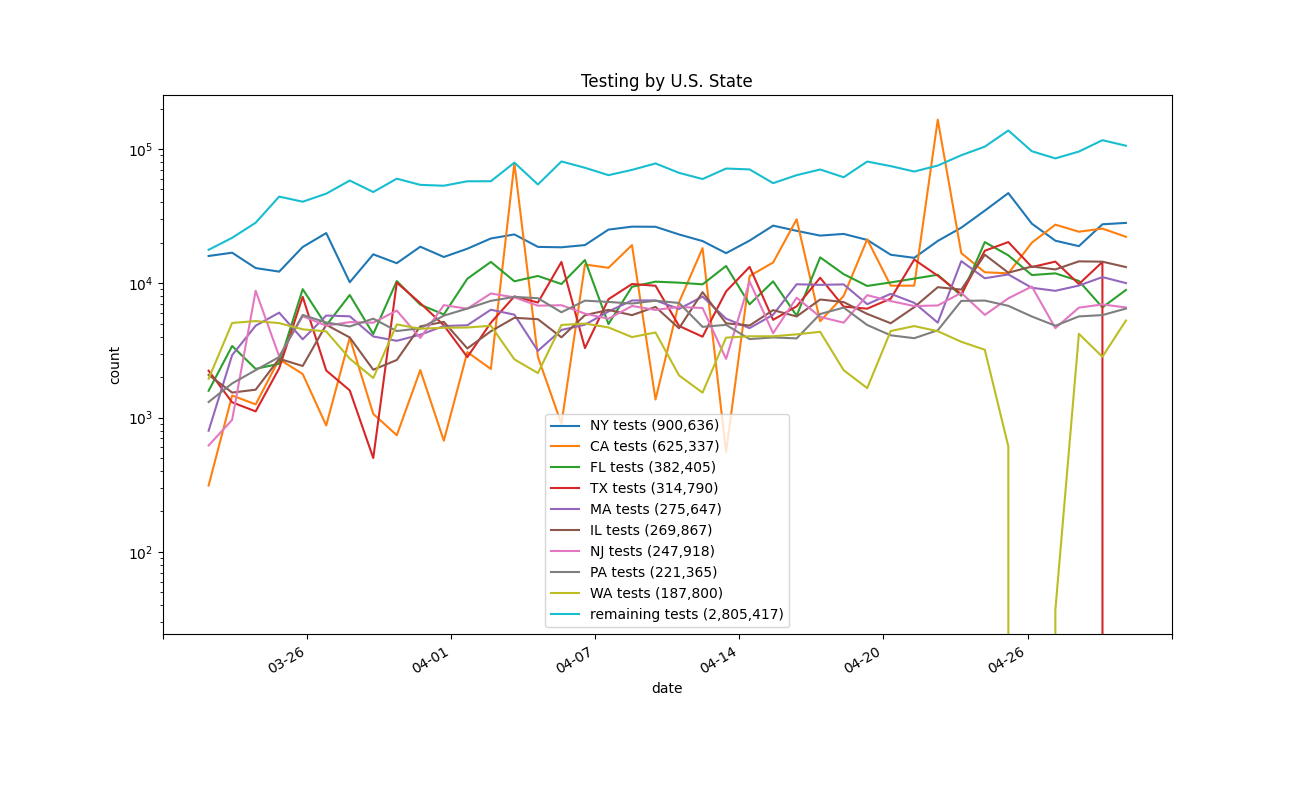 Testing by U.S. State
10^5
10^4
10^3
10^2
count
NY tests (900,636)
CA tests (625,337)
FL tests (382,405)
TX tests (314,790)
MA tests (275,647)
IL tests (269,867)
NJ tests (247,918)
PA tests (221,365)
WA tests (187,800)
remaining tests (2,805,417)
03-26 04-01 04-07 04-14 04-20 04-26
date